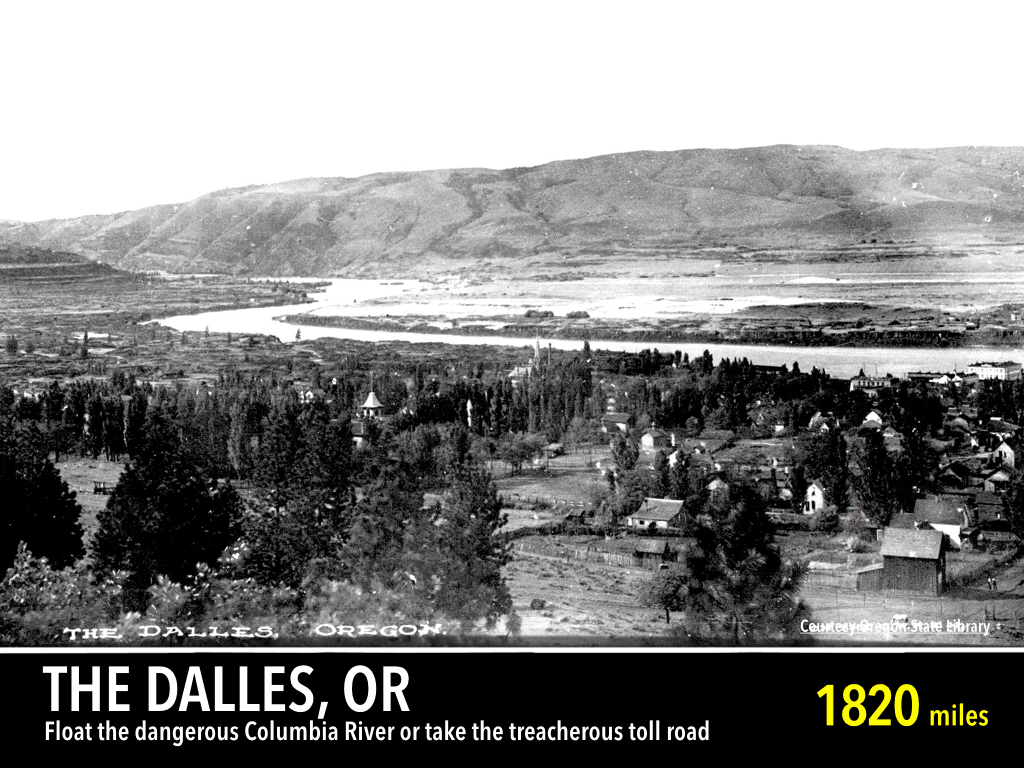 THE DALLES, OREGON.
Courtesy Oregon State Library
THE DALLES, OR
Float the dangerous Columbia River or take the treacherous toll road
1820 miles